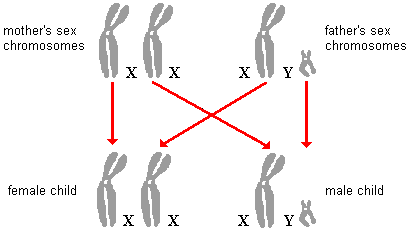 mother's sex
chromosomes
X X
father's sex
chromosomes
X Y
female child
X X
male child
X Y